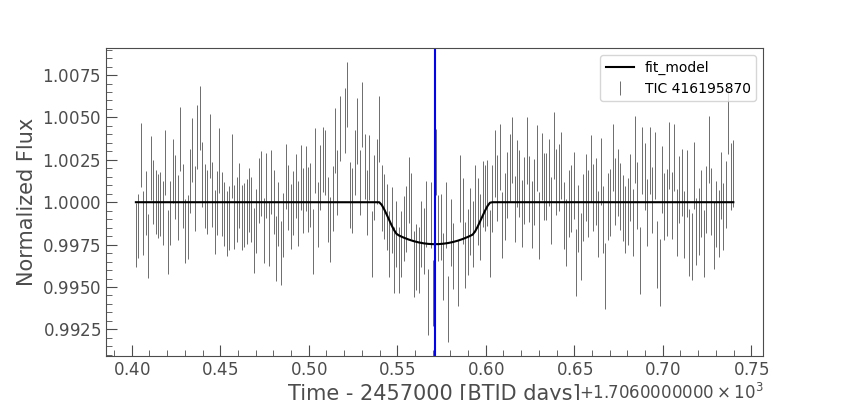 Normalized Flux
1.0075
1.0050
1.0025
1.0000
0.9975
0.9950
0.9925
fit_model
TIC 416195870
0.40 0.45 0.50 0.55 0.60 0.65 0.70 0.75
Time - 2457000 [BTJD days]+1.7060000000 × 10³